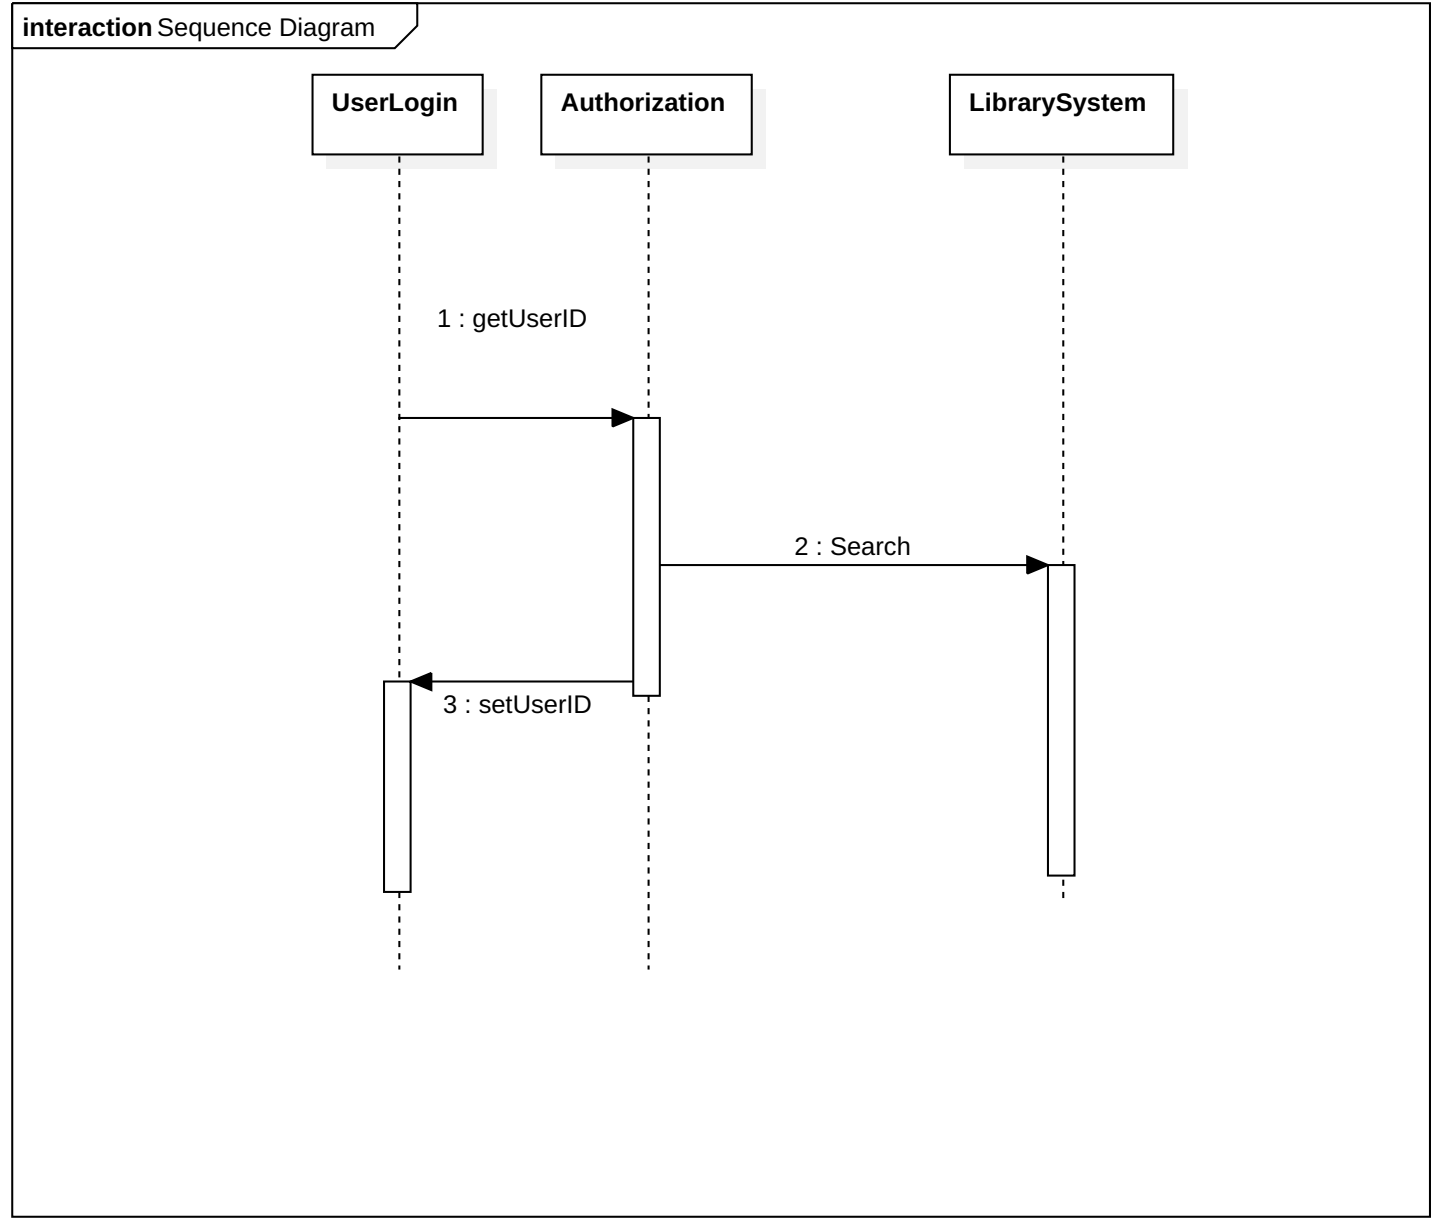 interaction Sequence Diagram
UserLogin
Authorization
LibrarySystem
1 : getUserID
2 : Search
3 : setUserID